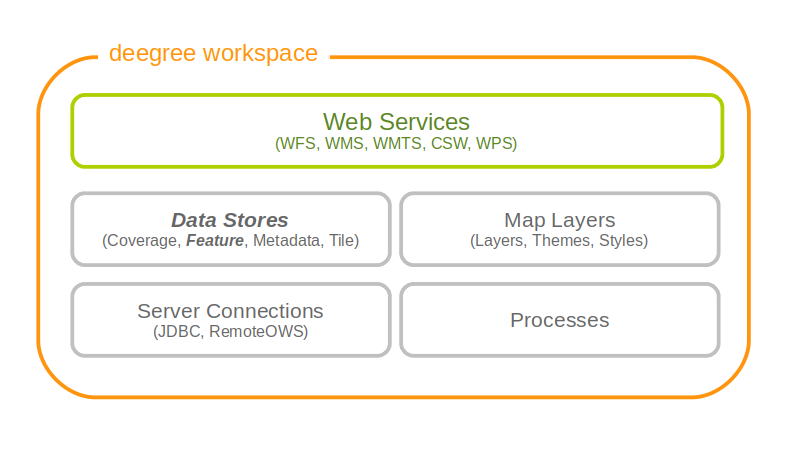 deegree workspace
Web Services
(WFS, WMS, WMTS, CSW, WPS)
Data Stores
(Coverage, Feature, Metadata, Tile)
Map Layers
(Layers, Themes, Styles)
Server Connections
(JDBC, RemoteOWS)
Processes